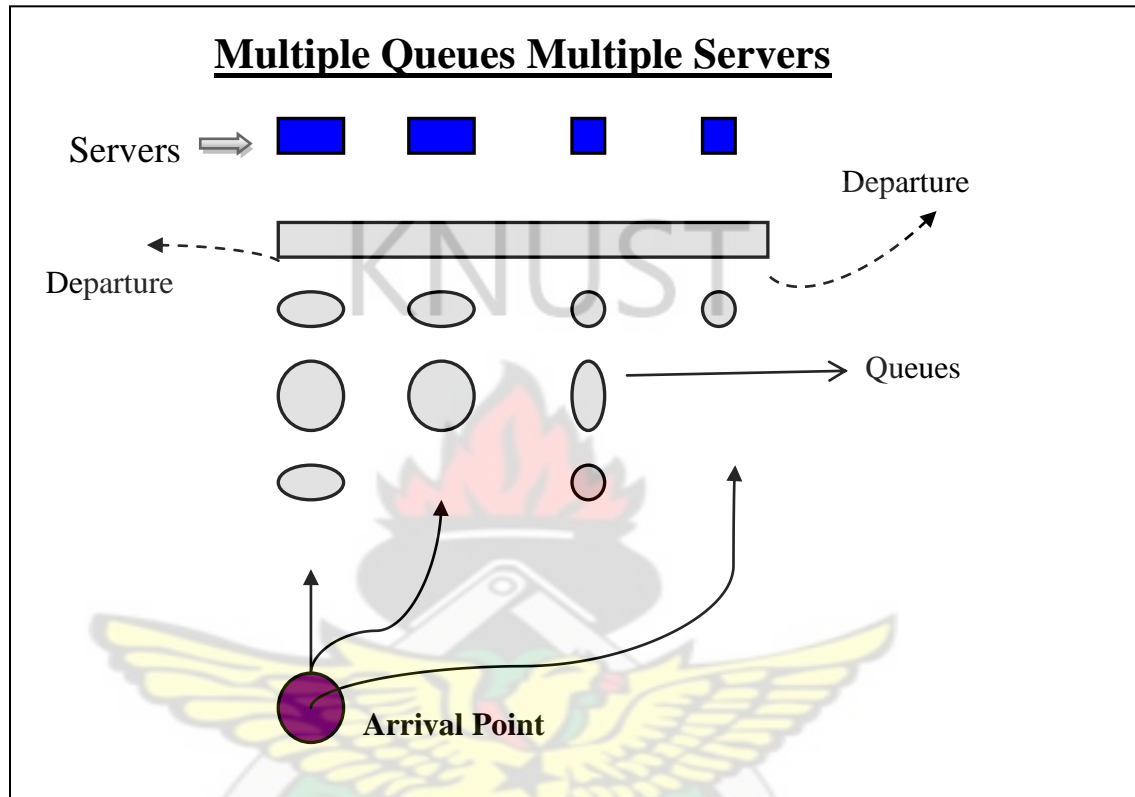 Multiple Queues Multiple Servers
Servers
Departure
KNUST
Departure
Queues
Arrival Point